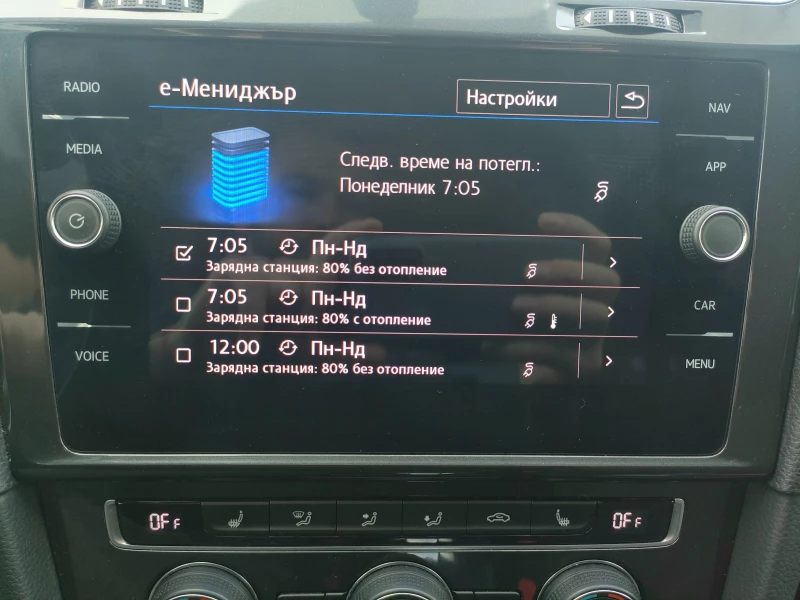 RADIO
MEDIA
PHONE
VOICE
е-Мениджър
Настройки
Следв. време на потегл.:
Понеделник 7:05
7:05 Пн-Нд
Зарядна станция: 80% без отопление
7:05 Пн-Нд
Зарядна станция: 80% с отопление
12:00 Пн-Нд
Зарядна станция: 80% без отопление
NAV
APP
CAR
MENU
OFF
OFF